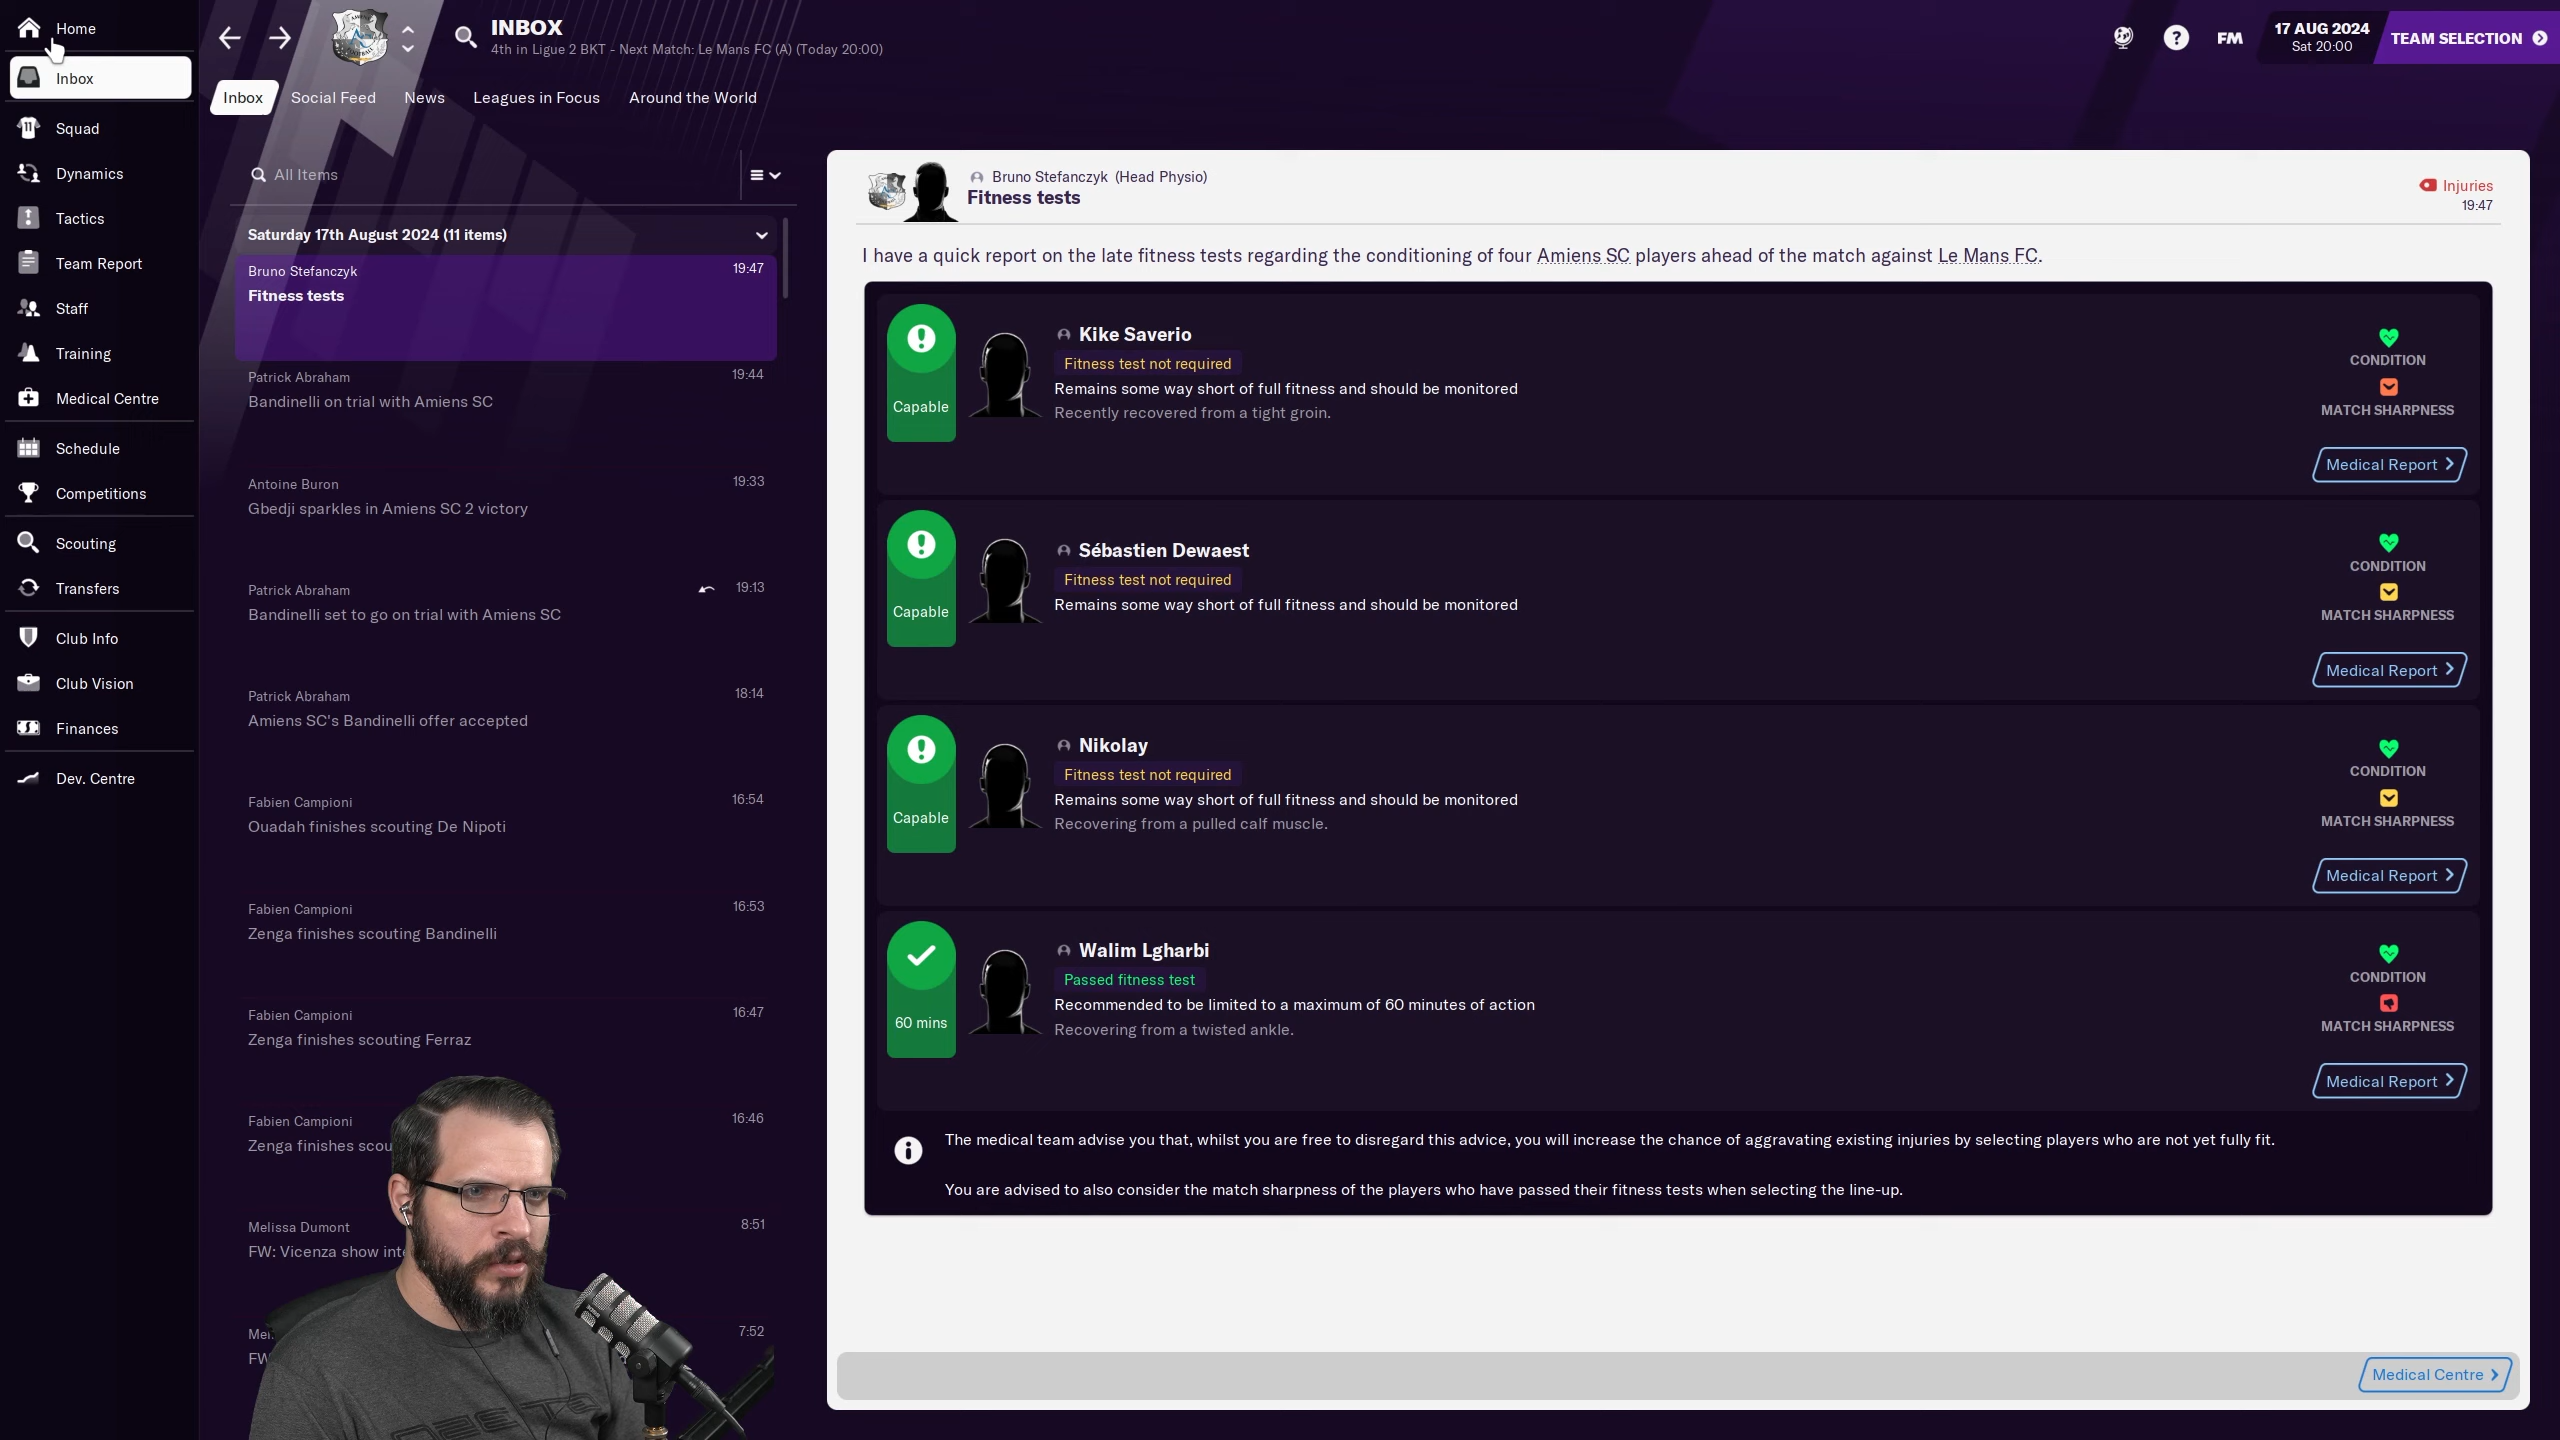 Home
Inbox
Squad
Dynamics
Tactics
Team Report
Staff
Training
Medical Centre
Schedule
Competitions
Scouting
Transfers
Club Info
Club Vision
Finances
Dev. Centre
INBOX
4th in Ligue 2 BKT - Next Match: Le Mans FC (A) (Today 20:00)
FM
17 AUG 2024
Sat 20:00
TEAM SELECTION
Inbox Social Feed News Leagues in Focus Around the World
All Items
Saturday 17th August 2024 (11 items)
Bruno Stefanczyk 19:47
Fitness tests
Patrick Abraham 19:44
Bandinelli on trial with Amiens SC
Antoine Buron 19:33
Gbedji sparkles in Amiens SC 2 victory
Patrick Abraham 19:13
Bandinelli set to go on trial with Amiens SC
Patrick Abraham 18:14
Amiens SC's Bandinelli offer accepted
Fabien Campioni 16:54
Ouadah finishes scouting De Nipoti
Fabien Campioni 16:53
Zenga finishes scouting Bandinelli
Fabien Campioni 16:47
Zenga finishes scouting Ferraz
Fabien Campioni 16:46
Zenga finishes scou
Melissa Dumont 8:51
FW: Vicenza show inte
Me 7:52
FW
Bruno Stefanczyk (Head Physio)
Fitness tests
Injuries
19:47
I have a quick report on the late fitness tests regarding the conditioning of four Amiens SC players ahead of the match against Le Mans FC.
Capable
Kike Saverio
Fitness test not required
Remains some way short of full fitness and should be monitored
Recently recovered from a tight groin.
CONDITION
MATCH SHARPNESS
Medical Report
Capable
Sébastien Dewaest
Fitness test not required
Remains some way short of full fitness and should be monitored
CONDITION
MATCH SHARPNESS
Medical Report
Capable
Nikolay
Fitness test not required
Remains some way short of full fitness and should be monitored
Recovering from a pulled calf muscle.
CONDITION
MATCH SHARPNESS
Medical Report
60 mins
Walim Lgharbi
Passed fitness test
Recommended to be limited to a maximum of 60 minutes of action
Recovering from a twisted ankle.
CONDITION
MATCH SHARPNESS
Medical Report
The medical team advise you that, whilst you are free to disregard this advice, you will increase the chance of aggravating existing injuries by selecting players who are not yet fully fit.
You are advised to also consider the match sharpness of the players who have passed their fitness tests when selecting the line-up.
Medical Centre